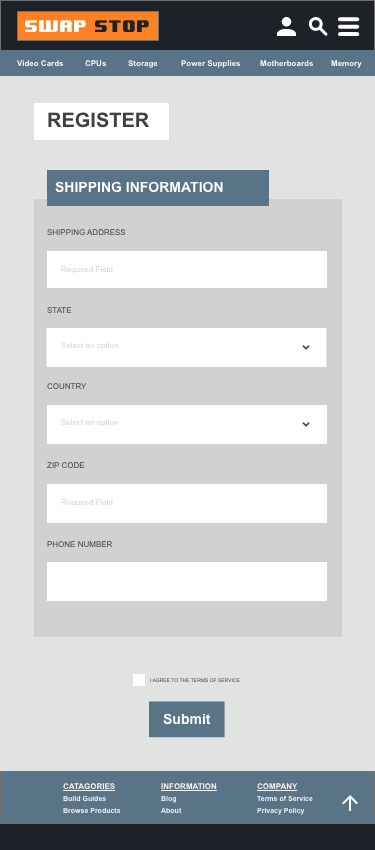 SWAP STOP
Video Cards CPUs Storage Power Supplies Motherboards Memory
REGISTER
SHIPPING INFORMATION
SHIPPING ADDRESS
Required Field
STATE
Select an option
COUNTRY
Select an option
ZIP CODE
Required Field
PHONE NUMBER
I AGREE TO THE TERMS OF SERVICE
Submit
CATAGORIES INFORMATION COMPANY
Build Guides Blog Terms of Service
Browse Products About Privacy Policy